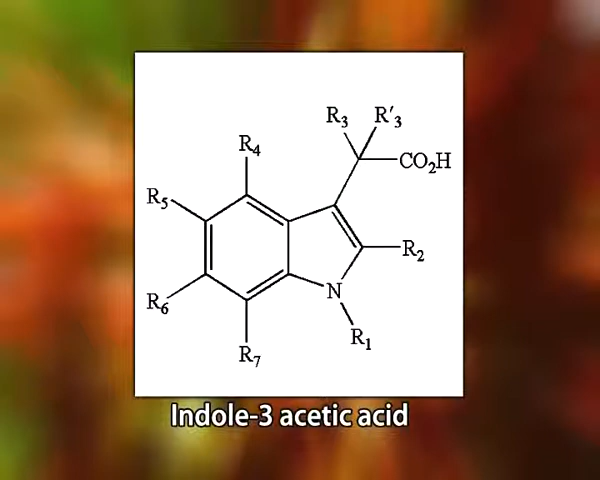 R₃ R′₃
R₄
CO₂H
R₅
R₂
N
R₆
R₁
R₇
Indole-3 acetic acid